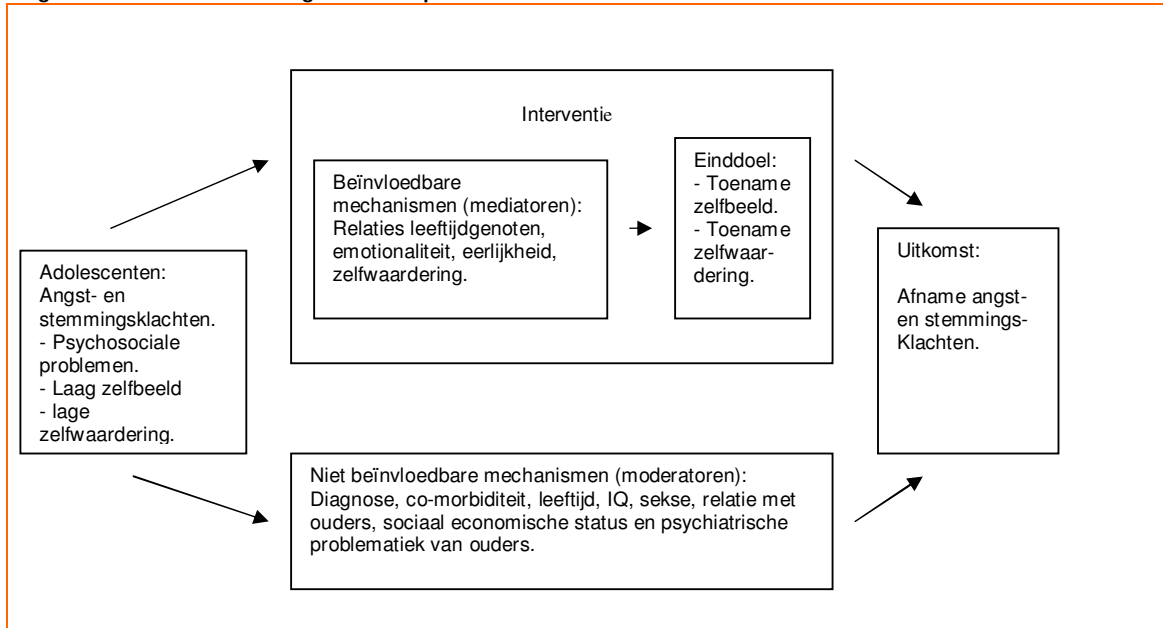 Interventie
Beïnvloedbare
mechanismen (mediatoren):
Relaties leeftijdgenoten,
emotionaliteit, eerlijkheid,
zelfwaardering.
Einddoel:
- Toename
zelfbeeld.
- Toename
zelfwaar-
dering.
Adolescenten:
Angst- en
stemmingsklachten.
- Psychosociale
problemen.
- Laag zelfbeeld
- lage
zelfwaardering.
Uitkomst:
Afname angst-
en stemmings-
Klachten.
Niet beïnvloedbare mechanismen (moderatoren):
Diagnose, co-morbiditeit, leeftijd, IQ, sekse, relatie met
ouders, sociaal economische status en psychiatrische
problematiek van ouders.